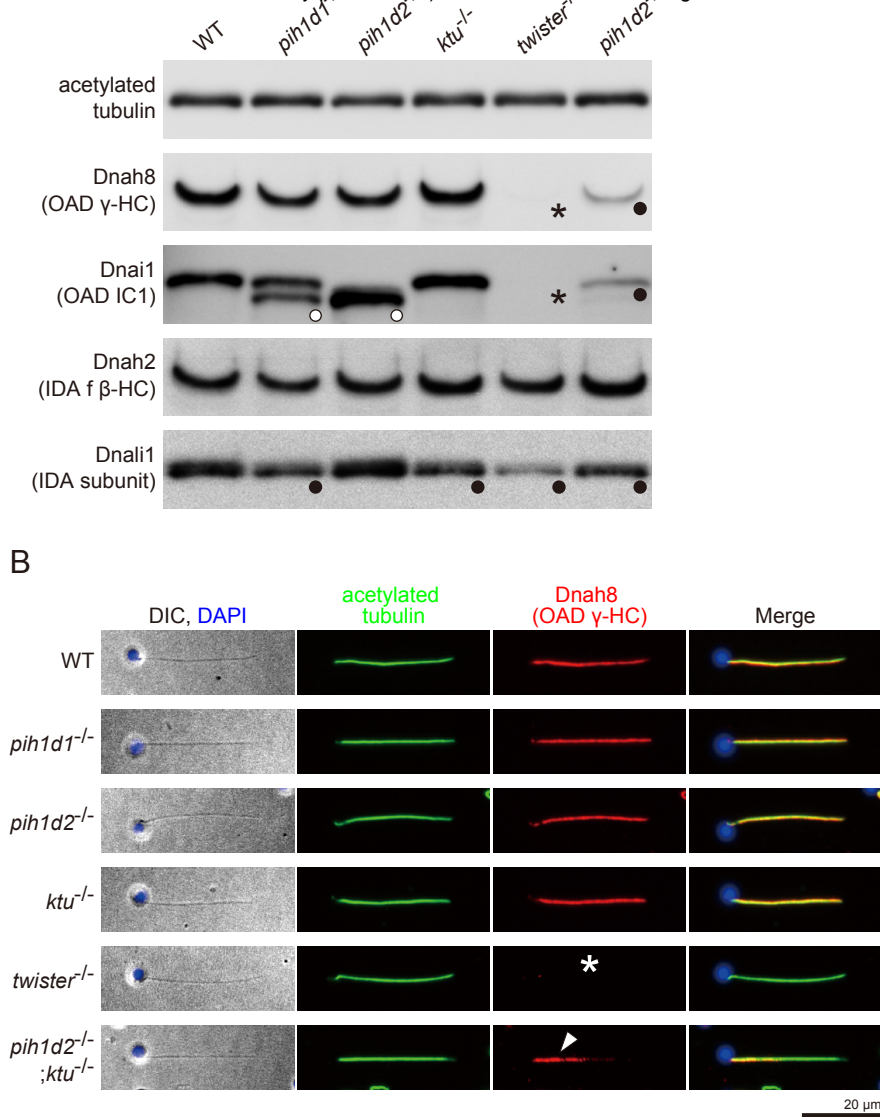 WT pih1d1 pih1d2 ktu-/- twister pih1d2
acetylated
tubulin
Dnah8
(OAD γ-HC)
*
Dnai1
(OAD IC1)
*
Dnah2
(IDA f β-HC)
Dnali1
(IDA subunit)
B
DIC, DAPI
acetylated
tubulin
Dnah8
(OAD γ-HC)
Merge
WT
pih1d1-/-
pih1d2-/-
ktu-/-
twister-/-
*
pih1d2-/-
;ktu-/-
20 µm